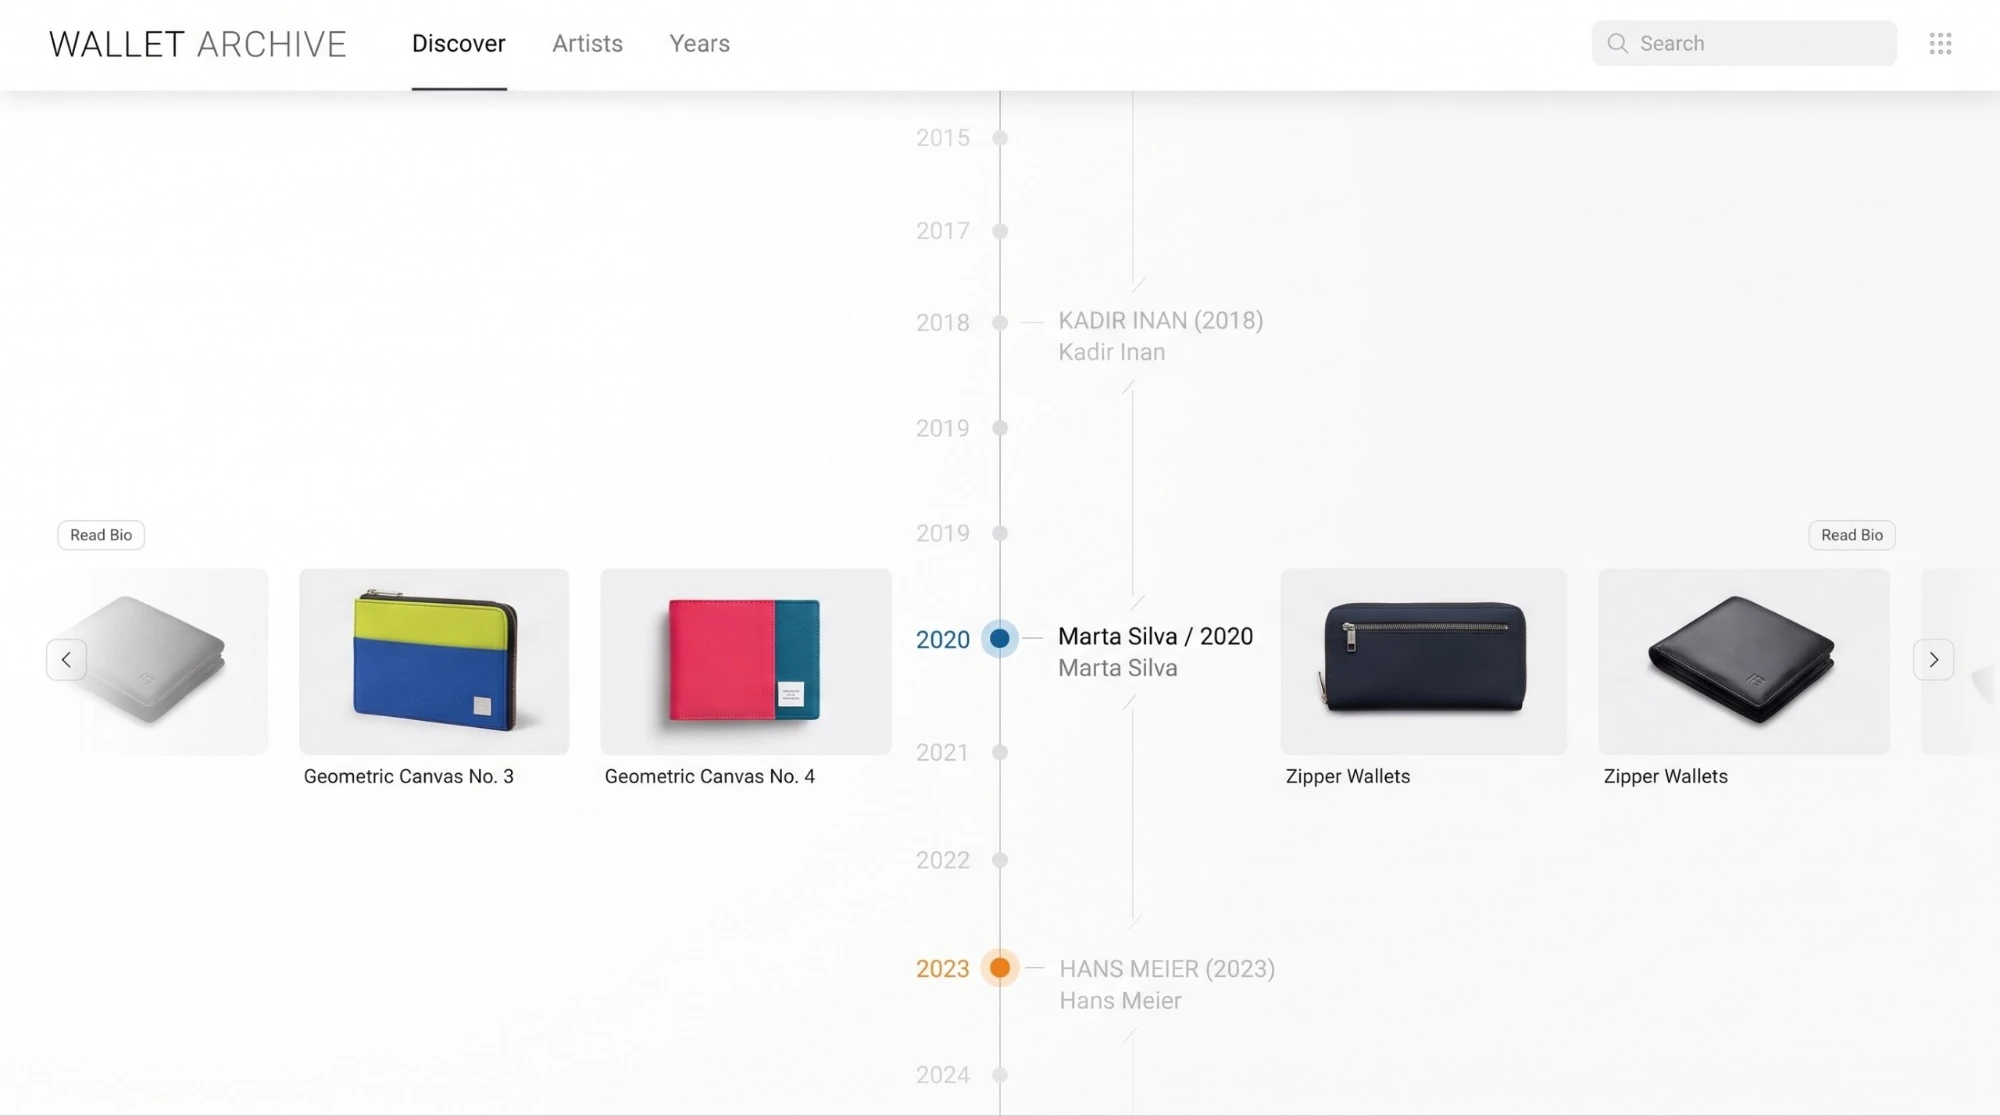 WALLET ARCHIVE
Discover
Artists
Years
Search
2015
2017
2018
KADIR INAN (2018)
Kadir Inan
2019
2019
Read Bio
Read Bio
2020
Marta Silva / 2020
Marta Silva
2021
Geometric Canvas No. 3
Geometric Canvas No. 4
Zipper Wallets
Zipper Wallets
2022
2023
HANS MEIER (2023)
Hans Meier
2024